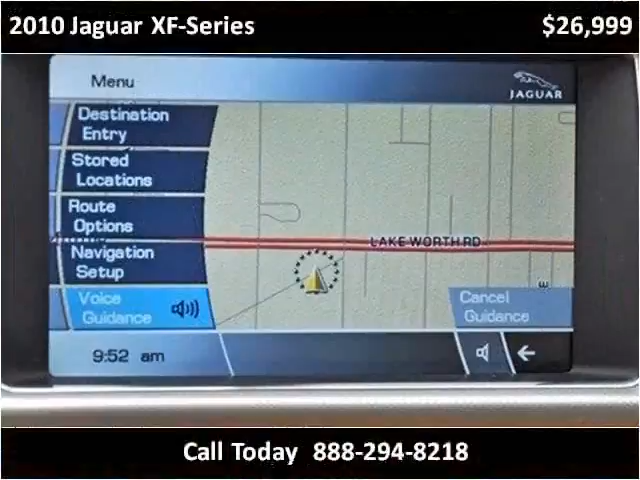 2010 Jaguar XF-Series $26,999
Menu
JAGUAR
Destination
Entry
Stored
Locations
Route
Options
LAKE WORTH RD
Navigation
Setup
E
Voice
Guidance
Cancel
Guidance
9:52 am
Call Today 888-294-8218